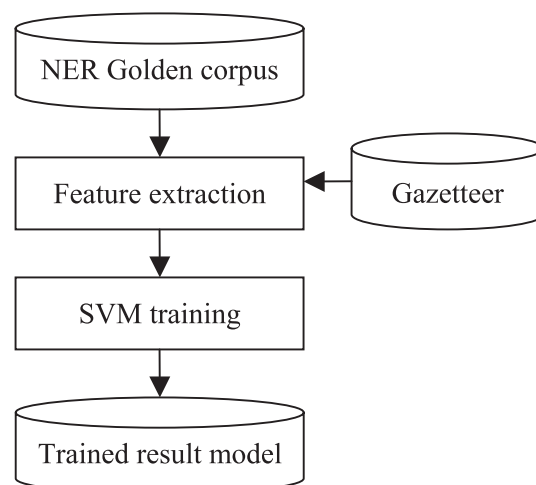 NER Golden corpus
Feature extraction
Gazetteer
SVM training
Trained result model